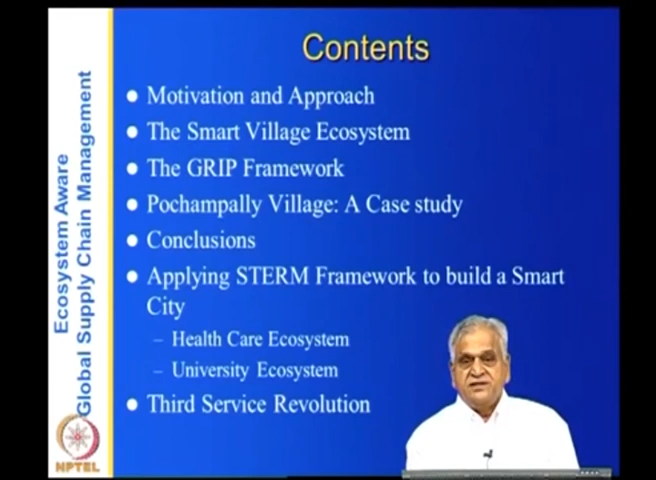 Contents
Ecosystem Aware
Global Supply Chain Management
● Motivation and Approach
● The Smart Village Ecosystem
● The GRIP Framework
● Pochampally Village: A Case study
● Conclusions
● Applying STERM Framework to build a Smart
City
– Health Care Ecosystem
– University Ecosystem
● Third Service Revolution
NPTEL